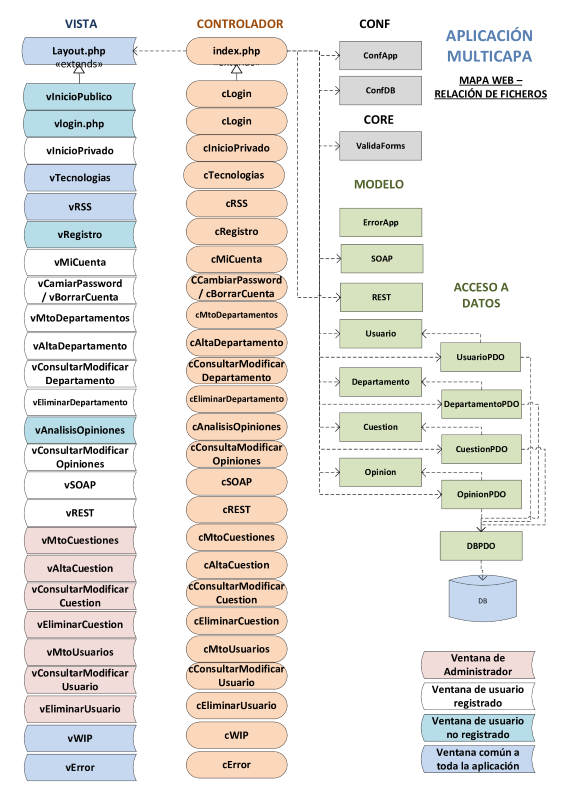 VISTA
Layout.php
«extends»
vInicioPublico
vlogin.php
vInicioPrivado
vTecnologias
vRSS
vRegistro
vMiCuenta
vCamiarPassword
/ vBorrarCuenta
vMtoDepartamentos
vAltaDepartamento
vConsultarModificar
Departamento
vEliminarDepartamento
vAnalisisOpiniones
vConsultarModificar
Opiniones
vSOAP
vREST
vMtoCuestiones
vAltaCuestion
vConsultarModificar
Cuestion
vEliminarCuestion
vMtoUsuarios
vConsultarModificar
Usuario
vEliminarUsuario
vWIP
vError
CONTROLADOR
index.php
«extends»
cLogin
cLogin
cInicioPrivado
cTecnologias
cRSS
cRegistro
cMiCuenta
CCambiarPassword
/ cBorrarCuenta
cMtoDepartamentos
cAltaDepartamento
cConsultarModificar
Departamento
cEliminarDepartamento
cAnalisisOpiniones
cConsultaModificar
Opiniones
cSOAP
cREST
cMtoCuestiones
cAltaCuestion
cConsultarModificar
Cuestion
cEliminarCuestion
cMtoUsuarios
cConsultarModificar
Usuario
cEliminarUsuario
cWIP
cError
CONF
ConfApp
ConfDB
CORE
ValidaForms
MODELO
ErrorApp
SOAP
REST
Usuario
Departamento
Cuestion
Opinion
APLICACIÓN
MULTICAPA
MAPA WEB –
RELACIÓN DE FICHEROS
ACCESO A
DATOS
UsuarioPDO
DepartamentoPDO
CuestionPDO
OpinionPDO
DBPDO
DB
Ventana de
Administrador
Ventana de usuario
registrado
Ventana de usuario
no registrado
Ventana común a
toda la aplicación